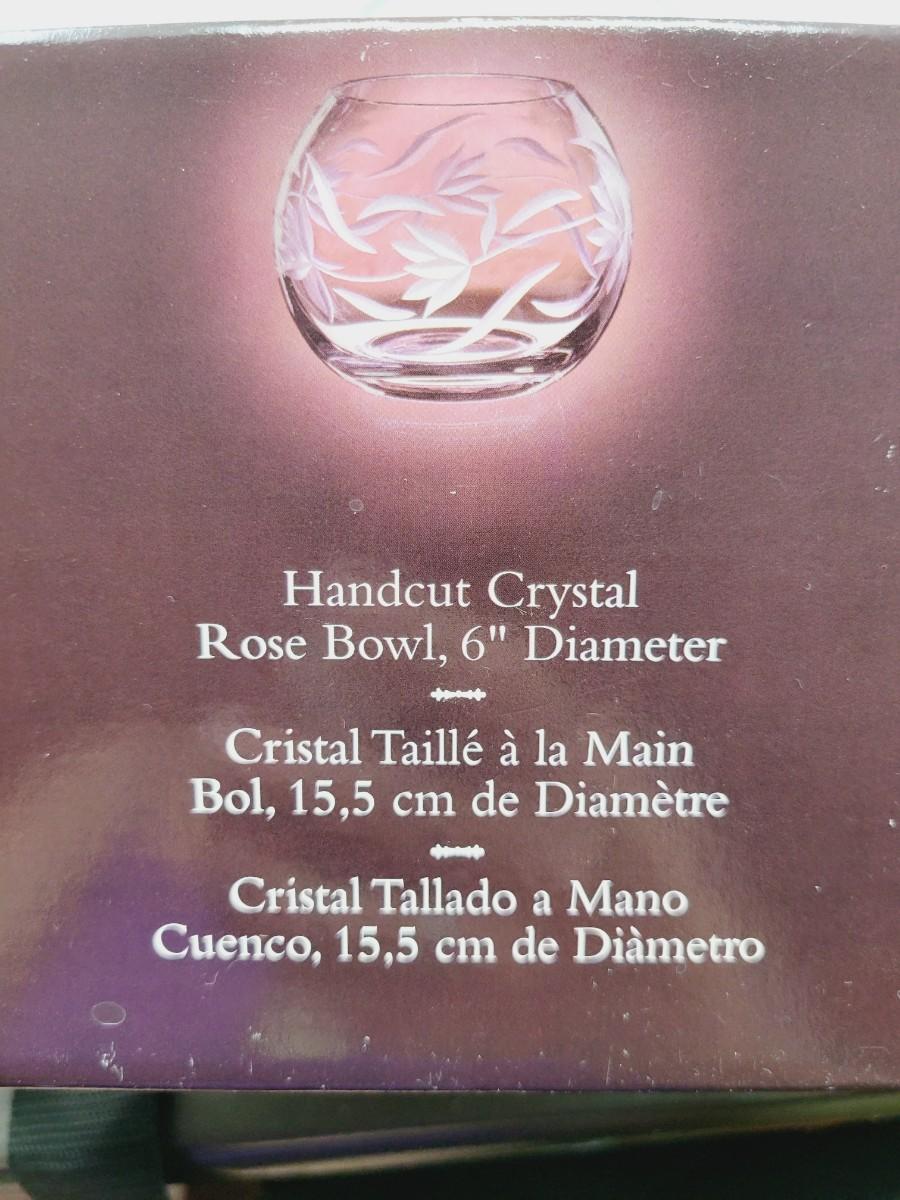 Handcut Crystal
Rose Bowl, 6" Diameter
Cristal Taillé à la Main
Bol, 15,5 cm de Diamètre
Cristal Tallado a Mano
Cuenco, 15,5 cm de Diàmetro